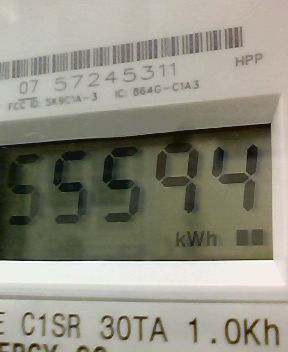 HPP
07 57245311
FCC ID: SK9C1A-3 IC: 864G-C1A3
55594
kWh
E C1SR 30TA 1.0Kh